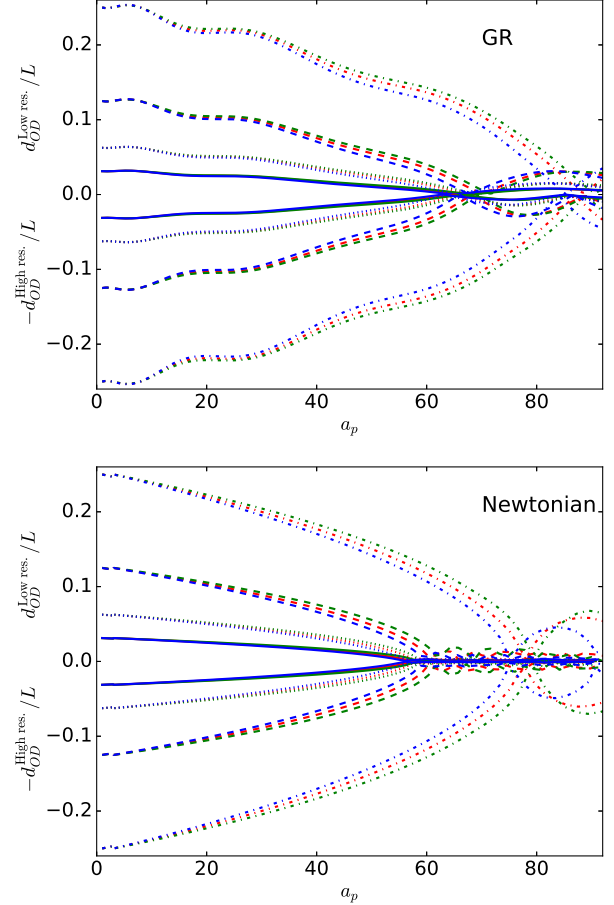 GR
0.2
0.1
0.0
−0.1
−0.2
d_{OD}^{Low res.}/L
−d_{OD}^{High res.}/L
0 20 40 60 80
a_p
Newtonian
0.2
0.1
0.0
−0.1
−0.2
d_{OD}^{Low res.}/L
−d_{OD}^{High res.}/L
0 20 40 60 80
a_p